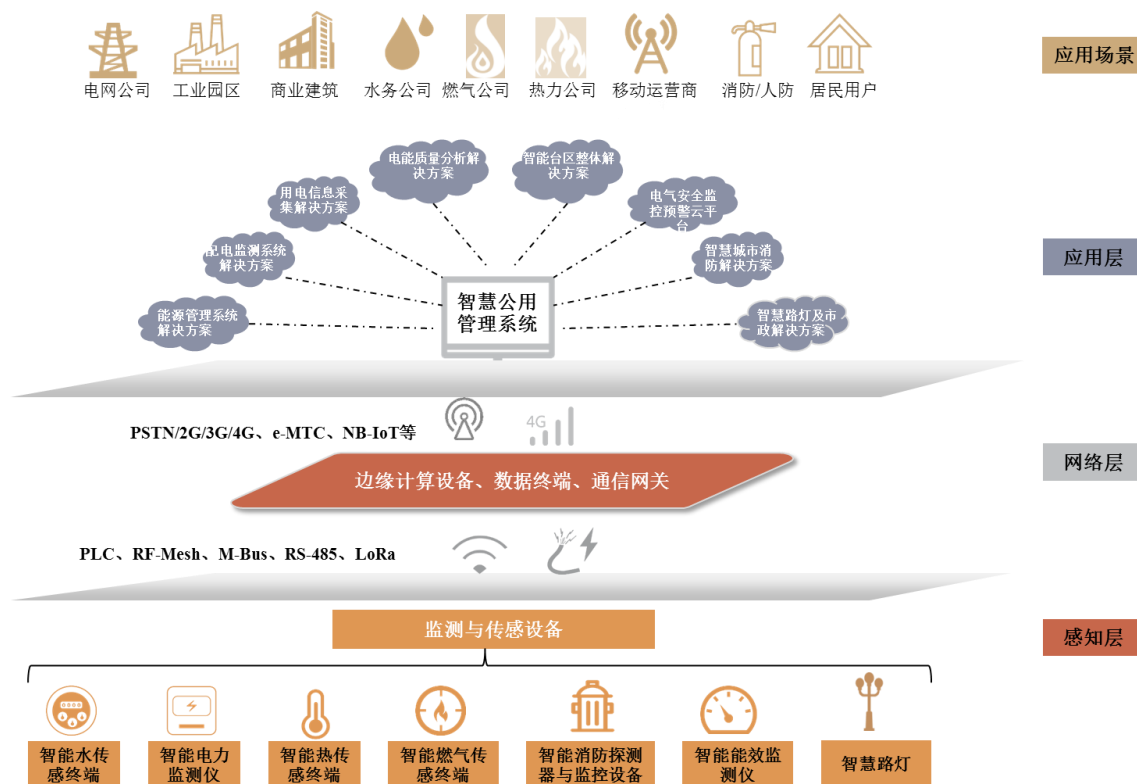 电网公司
工业园区
商业建筑
水务公司
燃气公司
热力公司
移动运营商
消防/人防
居民用户
应用场景
电能质量分析解
决方案
智能台区整体解
决方案
用电信息采
集解决方案
电气安全监
控预警云平
台
配电监测系统
解决方案
智慧城市消
防解决方案
应用层
能源管理系统
解决方案
智慧公用
管理系统
智慧路灯及市
政解决方案
4G
PSTN/2G/3G/4G、e-MTC、NB-IoT等
网络层
边缘计算设备、数据终端、通信网关
PLC、RF-Mesh、M-Bus、RS-485、LoRa
监测与传感设备
感知层
智能水传
感终端
智能电力
监测仪
智能热传
感终端
智能燃气传
感终端
智能消防探测
器与监控设备
智能能效监
测仪
智慧路灯